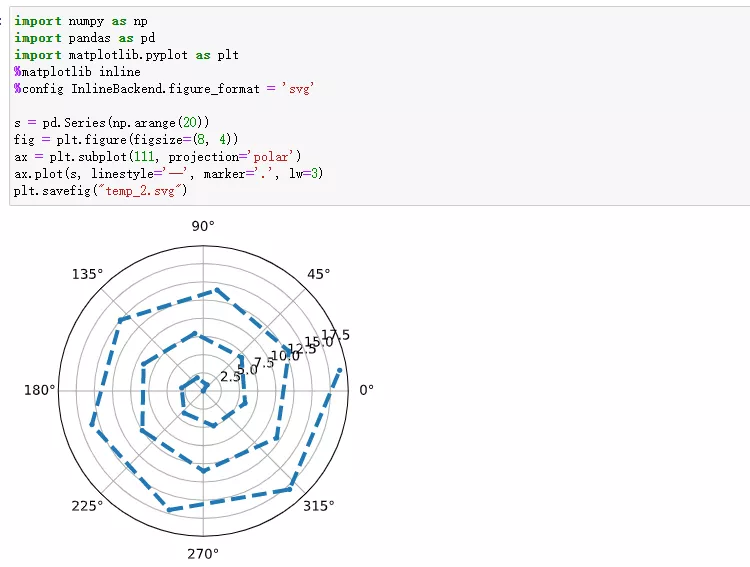 import numpy as np
import pandas as pd
import matplotlib.pyplot as plt
%matplotlib inline
%config InlineBackend.figure_format = 'svg'
s = pd.Series(np.arange(20))
fig = plt.figure(figsize=(8, 4))
ax = plt.subplot(111, projection='polar')
ax.plot(s, linestyle='--', marker='.', lw=3)
plt.savefig("temp_2.svg")
90°
135°
45°
17.5
15.0
12.5
10.0
7.5
5.0
2.5
180°
0°
225°
315°
270°